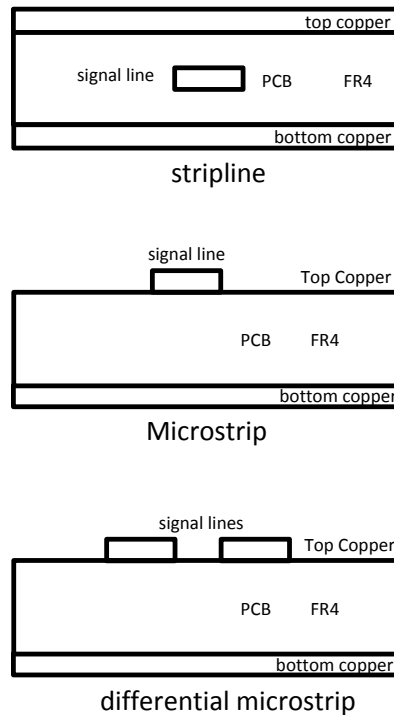 top copper
signal line PCB FR4
bottom copper
stripline
signal line
Top Copper
PCB FR4
bottom copper
Microstrip
signal lines
Top Copper
PCB FR4
bottom copper
differential microstrip